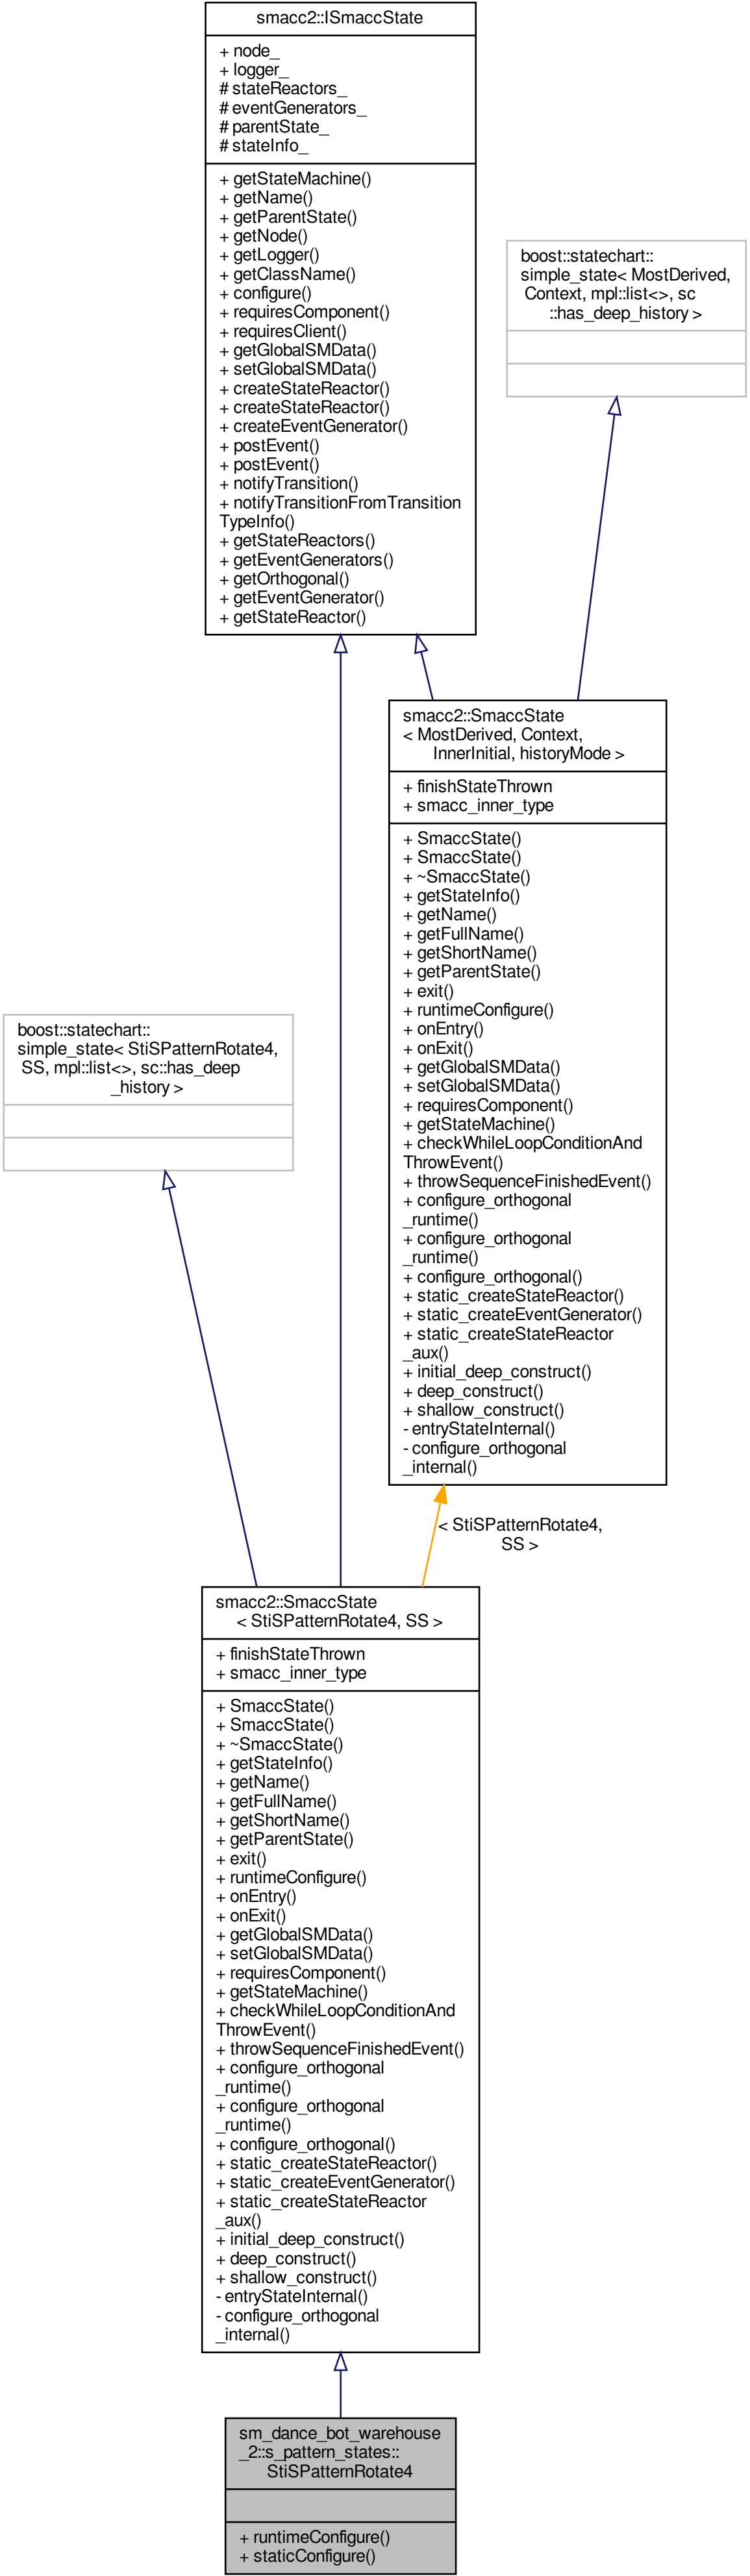 smacc2::ISmaccState
+ node_
+ logger_
# stateReactors_
# eventGenerators_
# parentState_
# stateInfo_
+ getStateMachine()
+ getName()
+ getParentState()
+ getNode()
+ getLogger()
+ getClassName()
+ configure()
+ requiresComponent()
+ requiresClient()
+ getGlobalSMData()
+ setGlobalSMData()
+ createStateReactor()
+ createStateReactor()
+ createEventGenerator()
+ postEvent()
+ postEvent()
+ notifyTransition()
+ notifyTransitionFromTransition
TypeInfo()
+ getStateReactors()
+ getEventGenerators()
+ getOrthogonal()
+ getEventGenerator()
+ getStateReactor()
boost::statechart::
simple_state< MostDerived,
Context, mpl::list<>, sc
::has_deep_history >
smacc2::SmaccState
< MostDerived, Context,
InnerInitial, historyMode >
+ finishStateThrown
+ smacc_inner_type
+ SmaccState()
+ SmaccState()
+ ~SmaccState()
+ getStateInfo()
+ getName()
+ getFullName()
+ getShortName()
+ getParentState()
+ exit()
+ runtimeConfigure()
+ onEntry()
+ onExit()
+ getGlobalSMData()
+ setGlobalSMData()
+ requiresComponent()
+ getStateMachine()
+ checkWhileLoopConditionAnd
ThrowEvent()
+ throwSequenceFinishedEvent()
+ configure_orthogonal
_runtime()
+ configure_orthogonal
_runtime()
+ configure_orthogonal()
+ static_createStateReactor()
+ static_createEventGenerator()
+ static_createStateReactor
_aux()
+ initial_deep_construct()
+ deep_construct()
+ shallow_construct()
- entryStateInternal()
- configure_orthogonal
_internal()
boost::statechart::
simple_state< StiSPatternRotate4,
SS, mpl::list<>, sc::has_deep
_history >
< StiSPatternRotate4,
SS >
smacc2::SmaccState
< StiSPatternRotate4, SS >
+ finishStateThrown
+ smacc_inner_type
+ SmaccState()
+ SmaccState()
+ ~SmaccState()
+ getStateInfo()
+ getName()
+ getFullName()
+ getShortName()
+ getParentState()
+ exit()
+ runtimeConfigure()
+ onEntry()
+ onExit()
+ getGlobalSMData()
+ setGlobalSMData()
+ requiresComponent()
+ getStateMachine()
+ checkWhileLoopConditionAnd
ThrowEvent()
+ throwSequenceFinishedEvent()
+ configure_orthogonal
_runtime()
+ configure_orthogonal
_runtime()
+ configure_orthogonal()
+ static_createStateReactor()
+ static_createEventGenerator()
+ static_createStateReactor
_aux()
+ initial_deep_construct()
+ deep_construct()
+ shallow_construct()
- entryStateInternal()
- configure_orthogonal
_internal()
sm_dance_bot_warehouse
_2::s_pattern_states::
StiSPatternRotate4
+ runtimeConfigure()
+ staticConfigure()